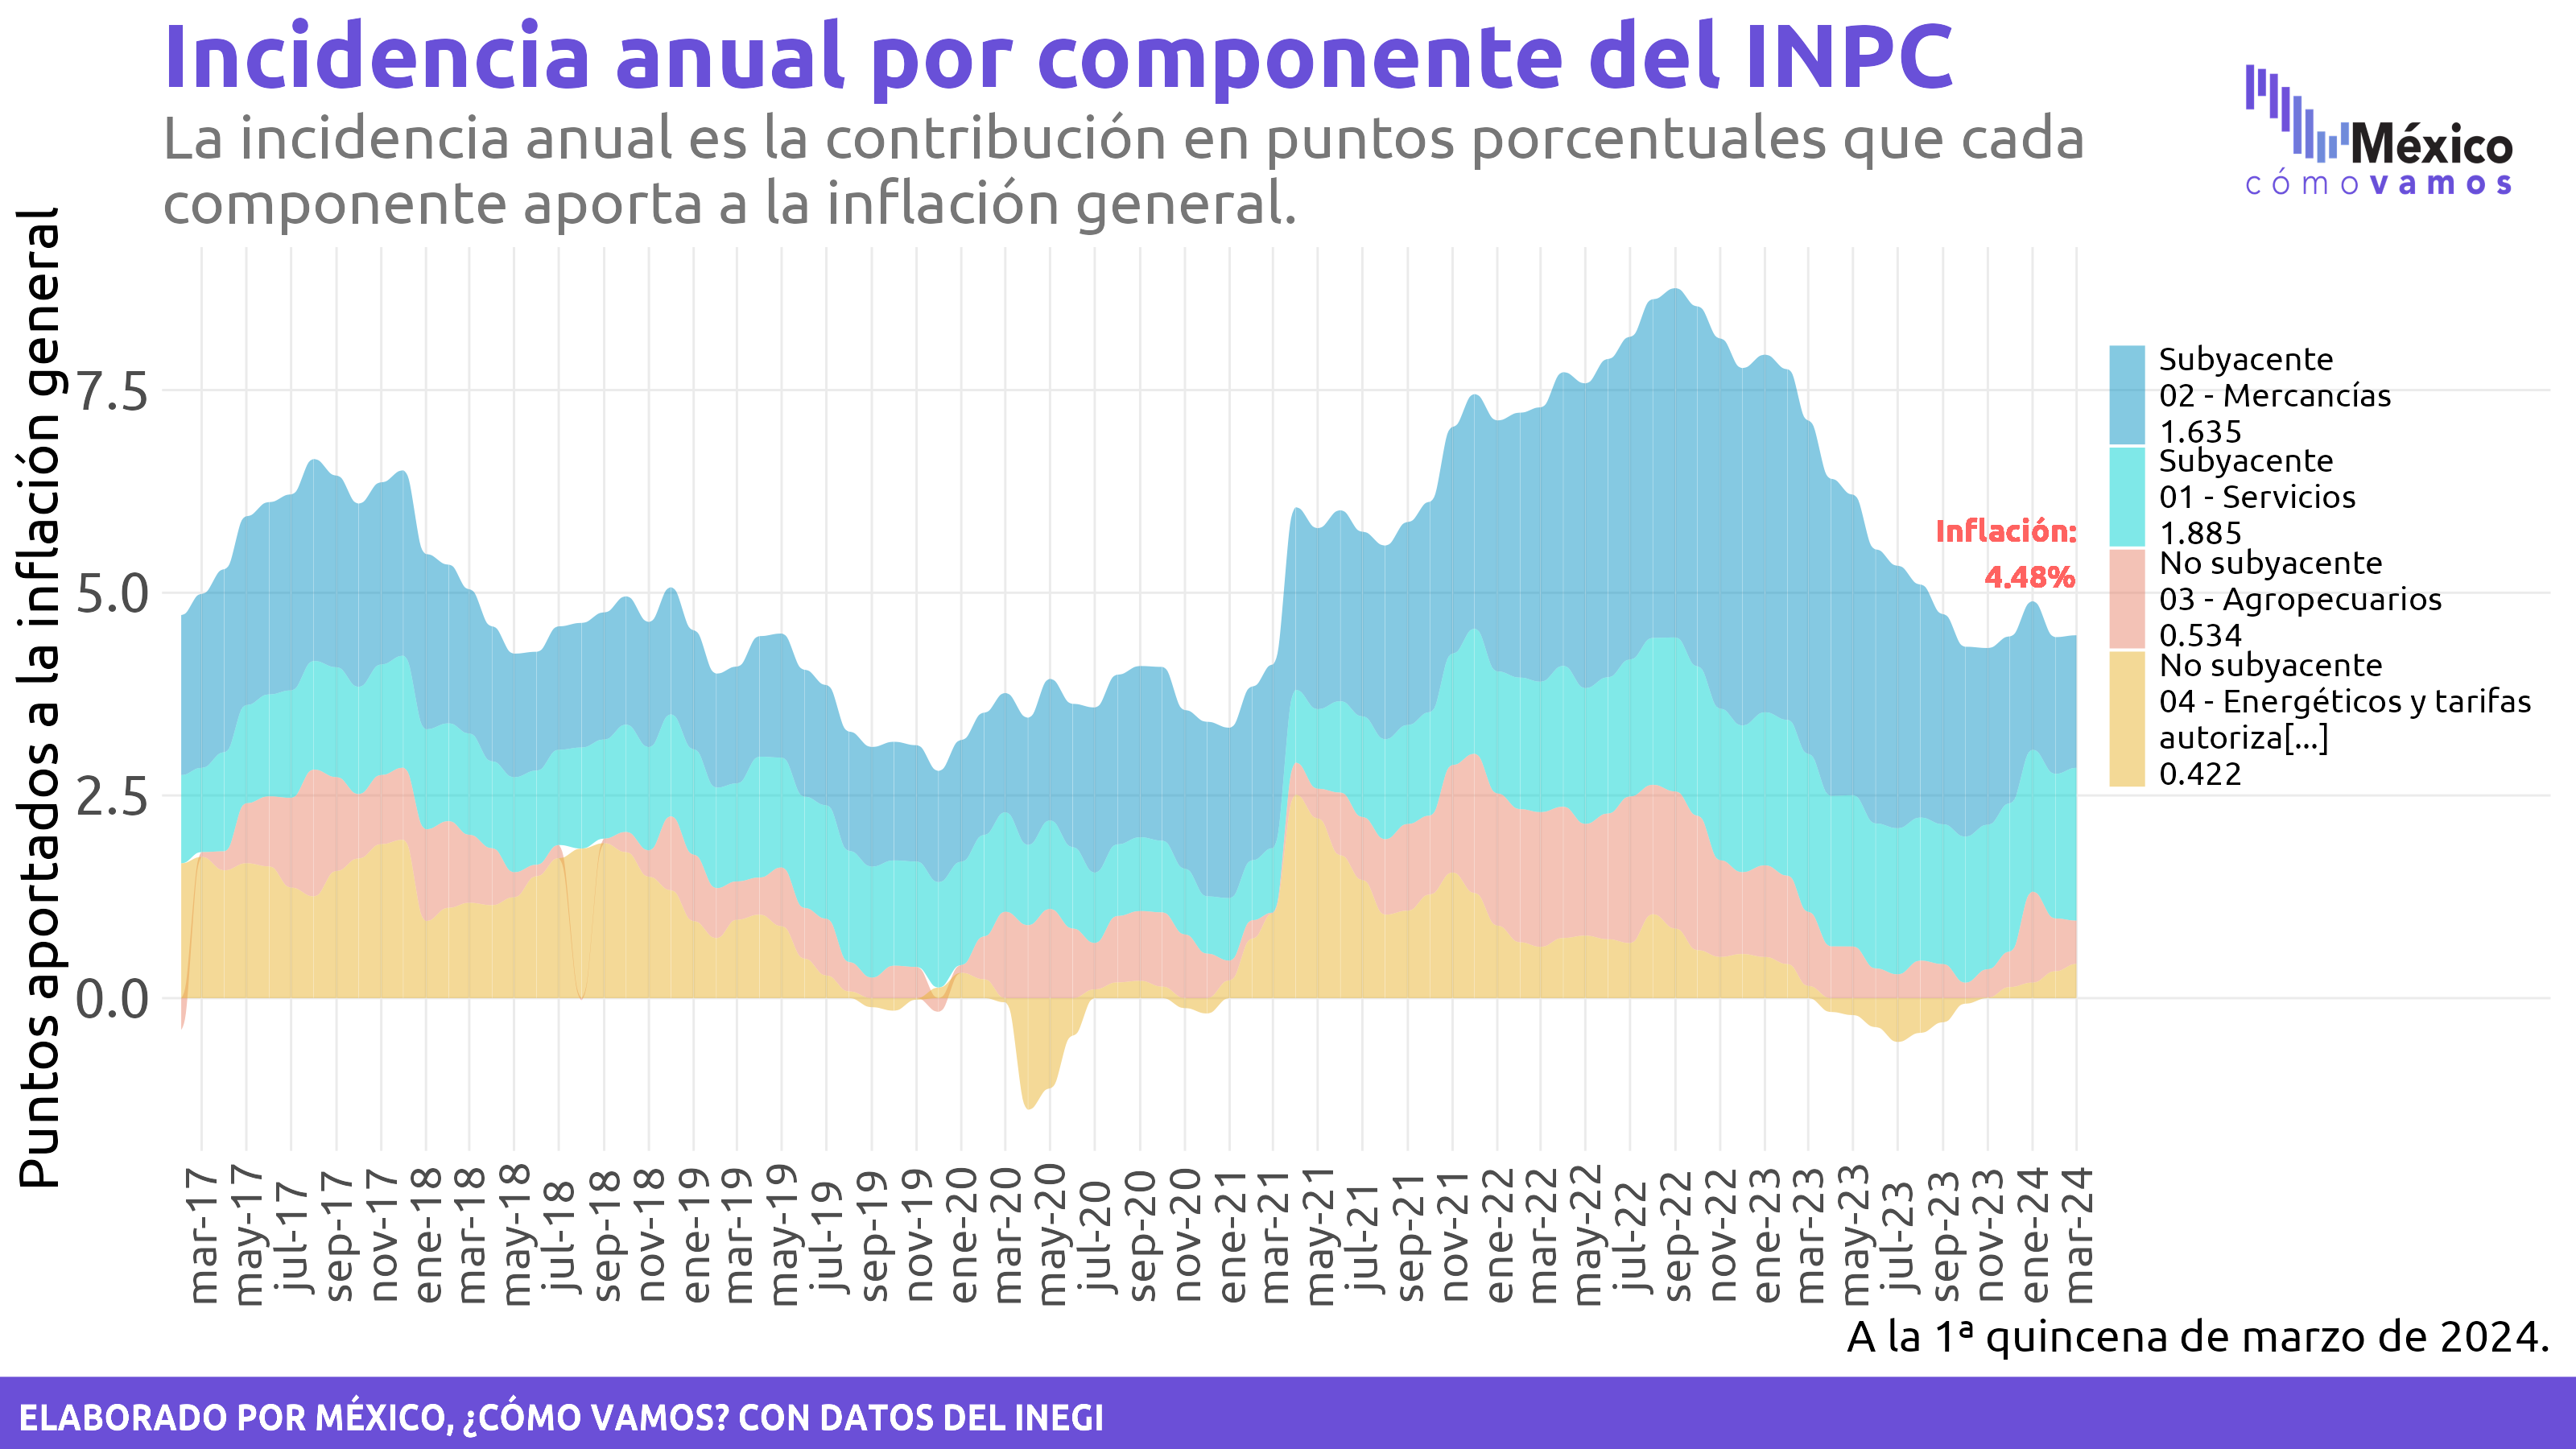 Incidencia anual por componente del INPC
La incidencia anual es la contribución en puntos porcentuales que cada
componente aporta a la inflación general.
México
cómovamos
Puntos aportados a la inflación general
7.5
5.0
2.5
0.0
Inflación:
4.48%
Subyacente
02 - Mercancías
1.635
Subyacente
01 - Servicios
1.885
No subyacente
03 - Agropecuarios
0.534
No subyacente
04 - Energéticos y tarifas
autoriza[...]
0.422
mar-17
may-17
jul-17
sep-17
nov-17
ene-18
mar-18
may-18
jul-18
sep-18
nov-18
ene-19
mar-19
may-19
jul-19
sep-19
nov-19
ene-20
mar-20
may-20
jul-20
sep-20
nov-20
ene-21
mar-21
may-21
jul-21
sep-21
nov-21
ene-22
mar-22
may-22
jul-22
sep-22
nov-22
ene-23
mar-23
may-23
jul-23
sep-23
nov-23
ene-24
mar-24
A la 1ª quincena de marzo de 2024.
ELABORADO POR MÉXICO, ¿CÓMO VAMOS? CON DATOS DEL INEGI